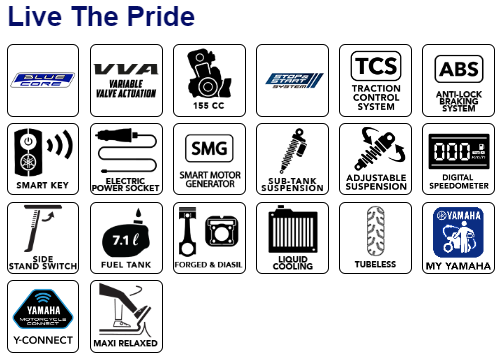 Live The Pride
BLUE
CORE
VVA
VARIABLE
VALVE ACTUATION
155 CC
STOP&
START
SYSTEM
TCS
TRACTION
CONTROL
SYSTEM
ABS
ANTI-LOCK
BRAKING
SYSTEM
SMART KEY
ELECTRIC
POWER SOCKET
SMG
SMART MOTOR
GENERATOR
SUB-TANK
SUSPENSION
ADJUSTABLE
SUSPENSION
000
DIGITAL
SPEEDOMETER
SIDE
STAND SWITCH
7.1 ℓ
FUEL TANK
FORGED & DIASIL
LIQUID
COOLING
TUBELESS
YAMAHA
MY YAMAHA
YAMAHA
MOTORCYCLE
CONNECT
Y-CONNECT
MAXI RELAXED